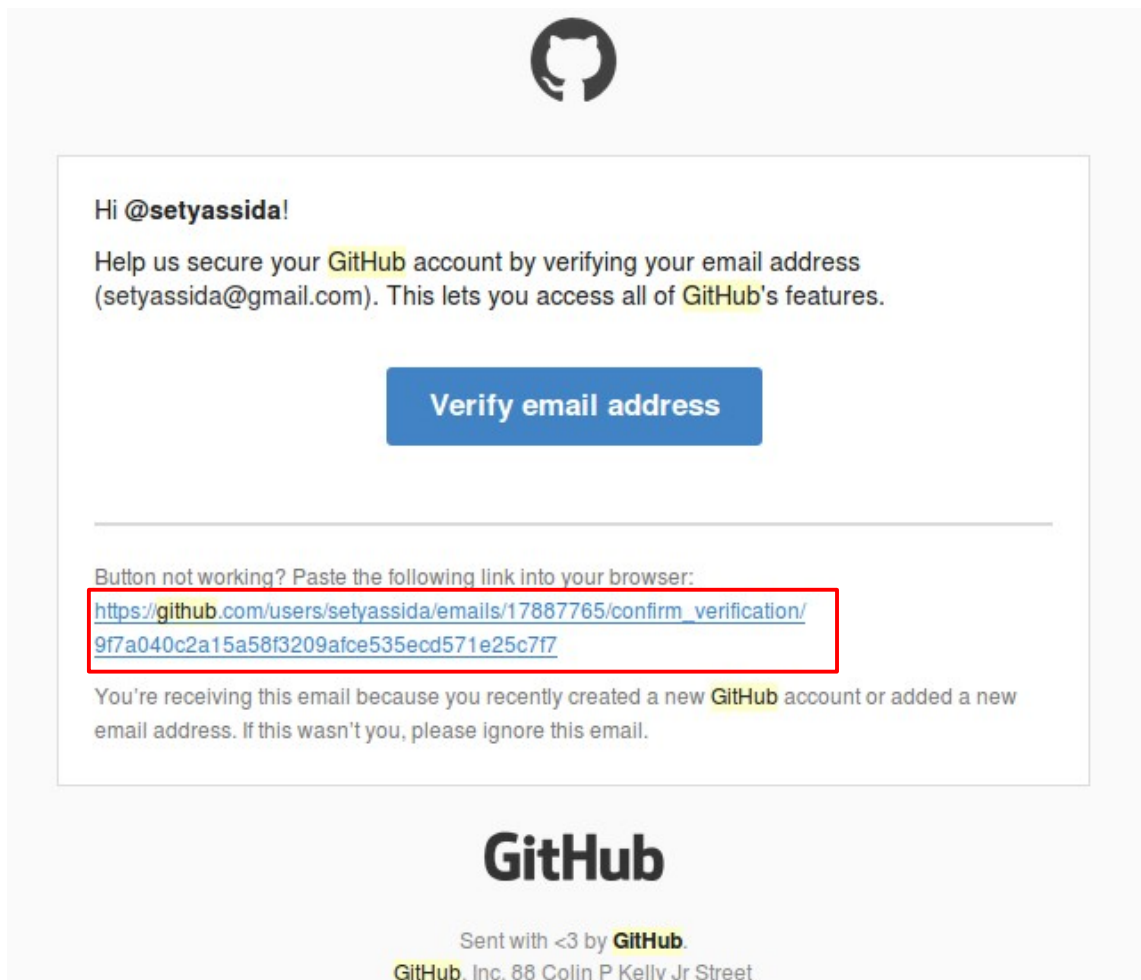 Hi @setyassida!
Help us secure your GitHub account by verifying your email address
(setyassida@gmail.com). This lets you access all of GitHub's features.
Verify email address
Button not working? Paste the following link into your browser:
https://github.com/users/setyassida/emails/17887765/confirm_verification/
9f7a040c2a15a58f3209afce535ecd571e25c7f7
You’re receiving this email because you recently created a new GitHub account or added a new
email address. If this wasn’t you, please ignore this email.
GitHub
Sent with <3 by GitHub.
GitHub, Inc. 88 Colin P Kelly Jr Street